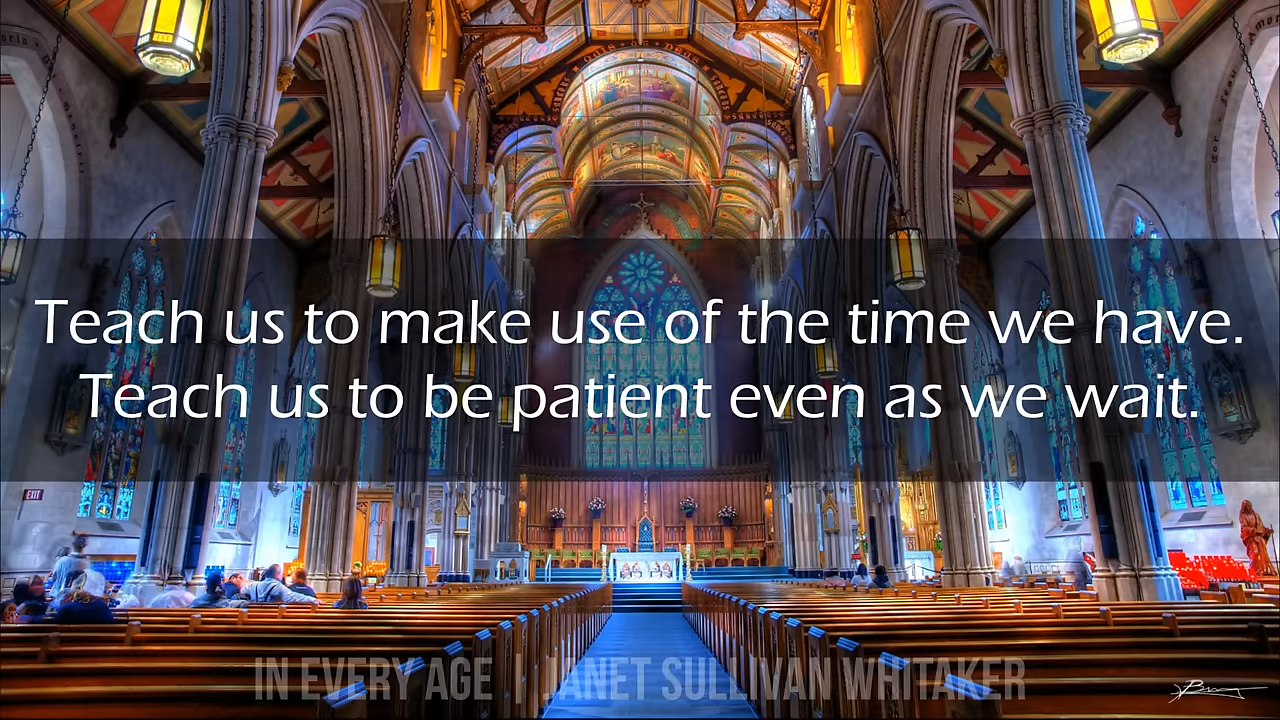 Teach us to make use of the time we have.
Teach us to be patient even as we wait.
EXIT
IN EVERY AGE | JANET SULLIVAN WHITAKER